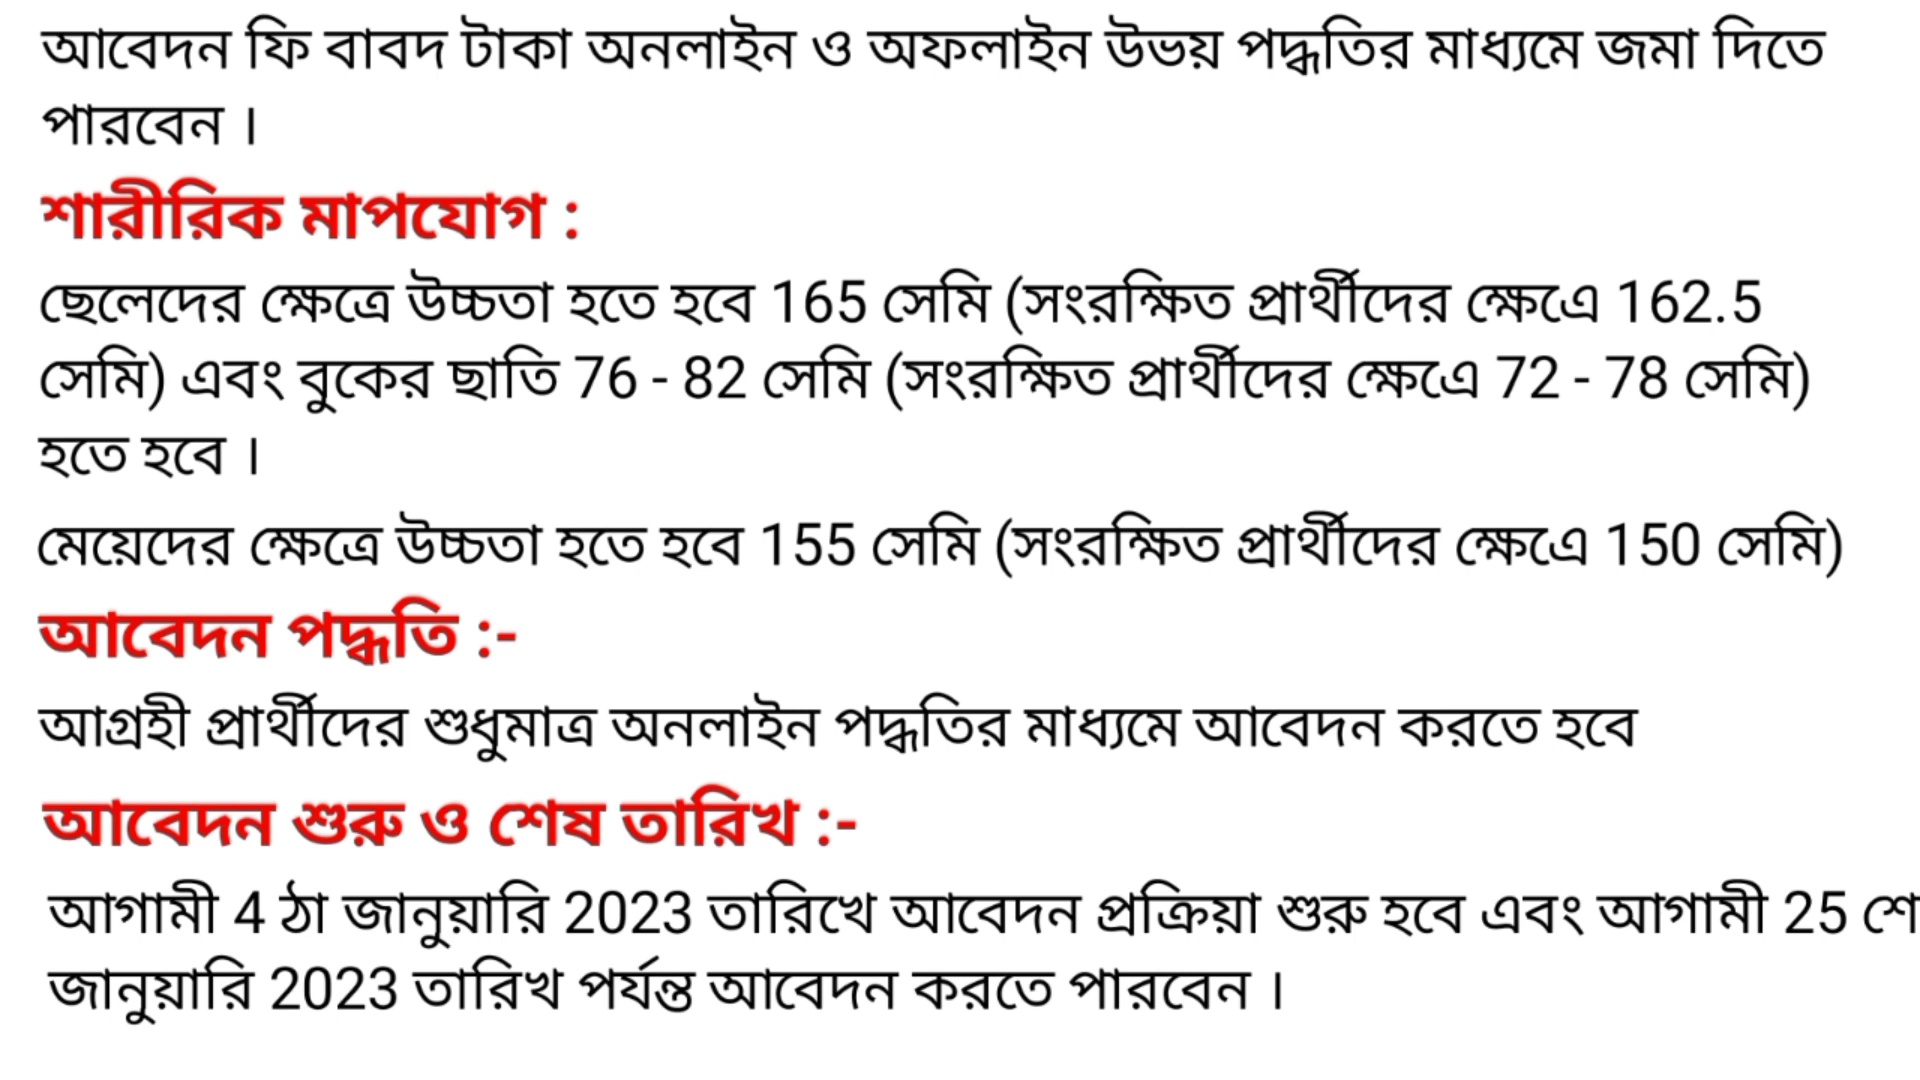 আবেদন ফি বাবদ টাকা অনলাইন ও অফলাইন উভয় পদ্ধতির মাধ্যমে জমা দিতে
পারবেন ।
শারীরিক মাপযোগ :
ছেলেদের ক্ষেত্রে উচ্চতা হতে হবে 165 সেমি (সংরক্ষিত প্রার্থীদের ক্ষেএে 162.5
সেমি) এবং বুকের ছাতি 76 - 82 সেমি (সংরক্ষিত প্রার্থীদের ক্ষেএে 72 - 78 সেমি)
হতে হবে ।
মেয়েদের ক্ষেত্রে উচ্চতা হতে হবে 155 সেমি (সংরক্ষিত প্রার্থীদের ক্ষেএে 150 সেমি)
আবেদন পদ্ধতি :-
আগ্রহী প্রার্থীদের শুধুমাত্র অনলাইন পদ্ধতির মাধ্যমে আবেদন করতে হবে
আবেদন শুরু ও শেষ তারিখ :-
আগামী 4 ঠা জানুয়ারি 2023 তারিখে আবেদন প্রক্রিয়া শুরু হবে এবং আগামী 25 শে
জানুয়ারি 2023 তারিখ পর্যন্ত আবেদন করতে পারবেন ।